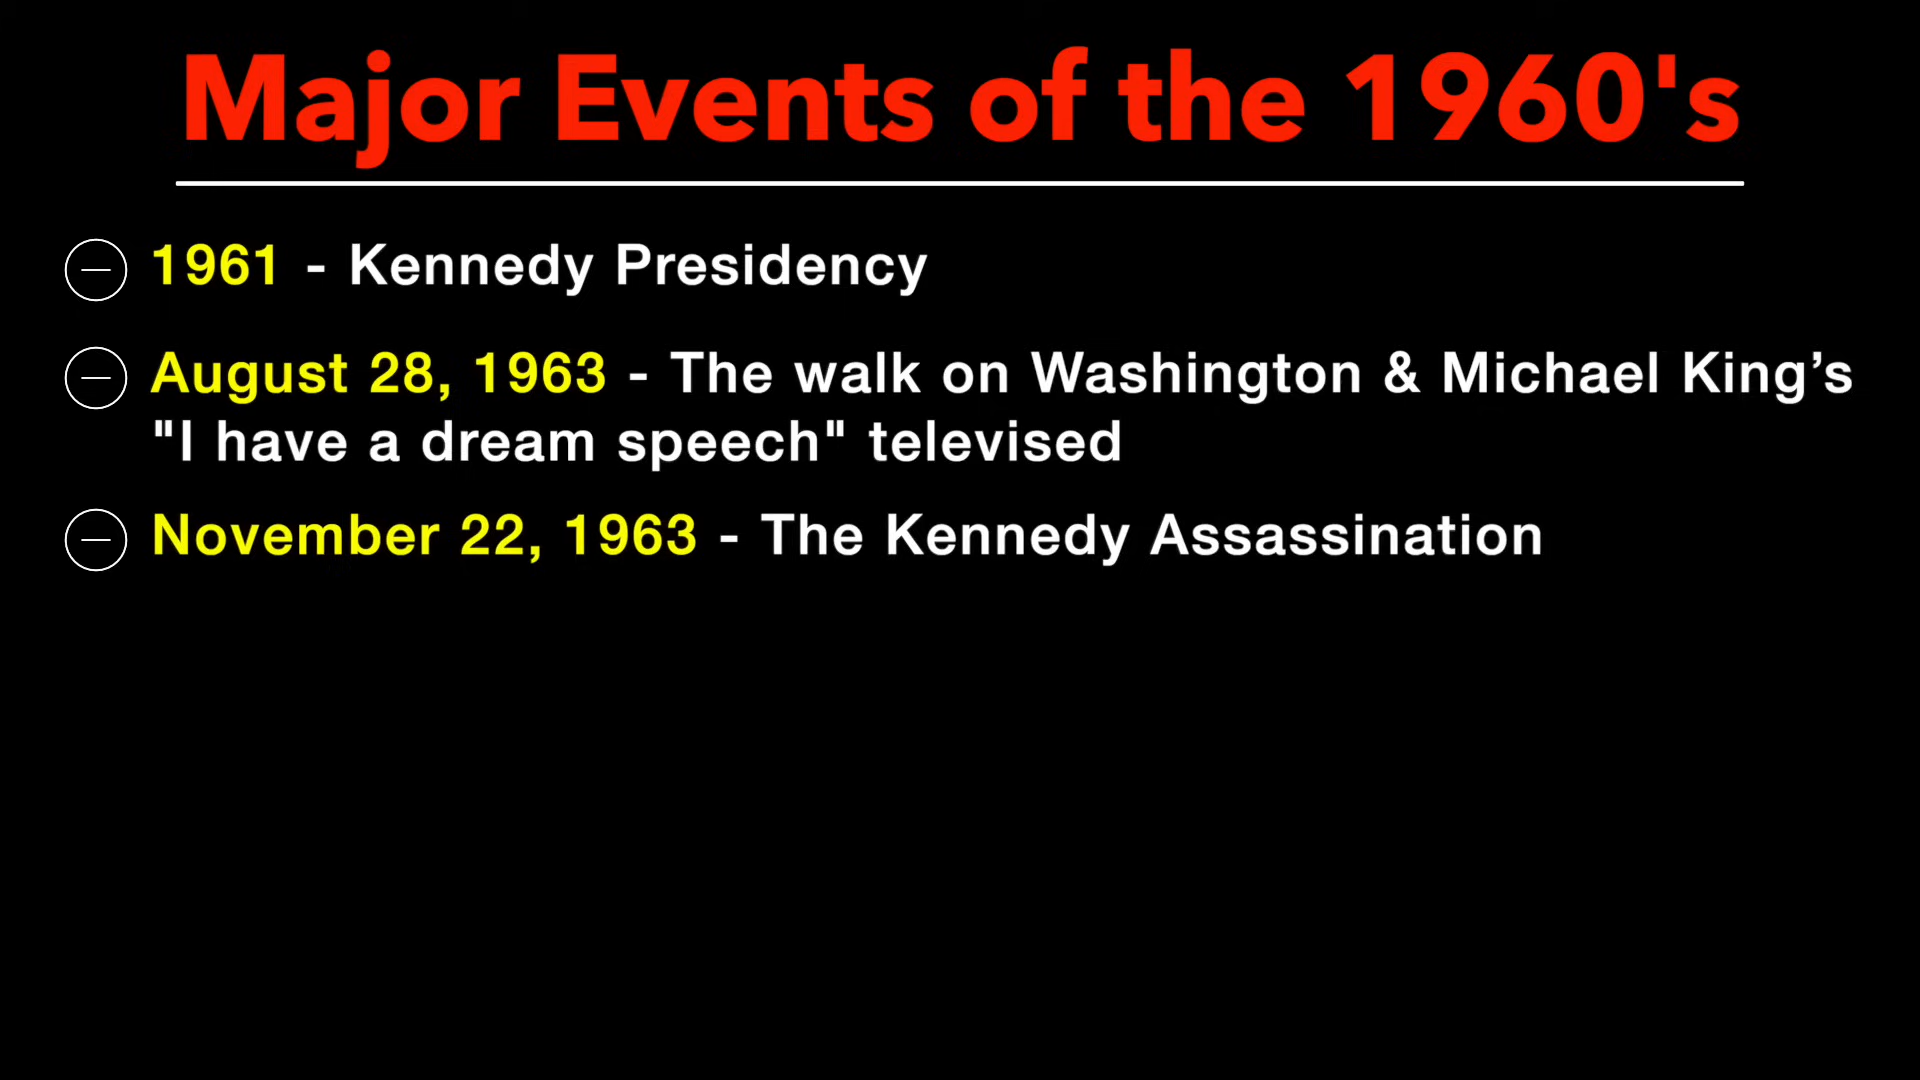 Major Events of the 1960's
1961 - Kennedy Presidency
August 28, 1963 - The walk on Washington & Michael King’s
"I have a dream speech" televised
November 22, 1963 - The Kennedy Assassination